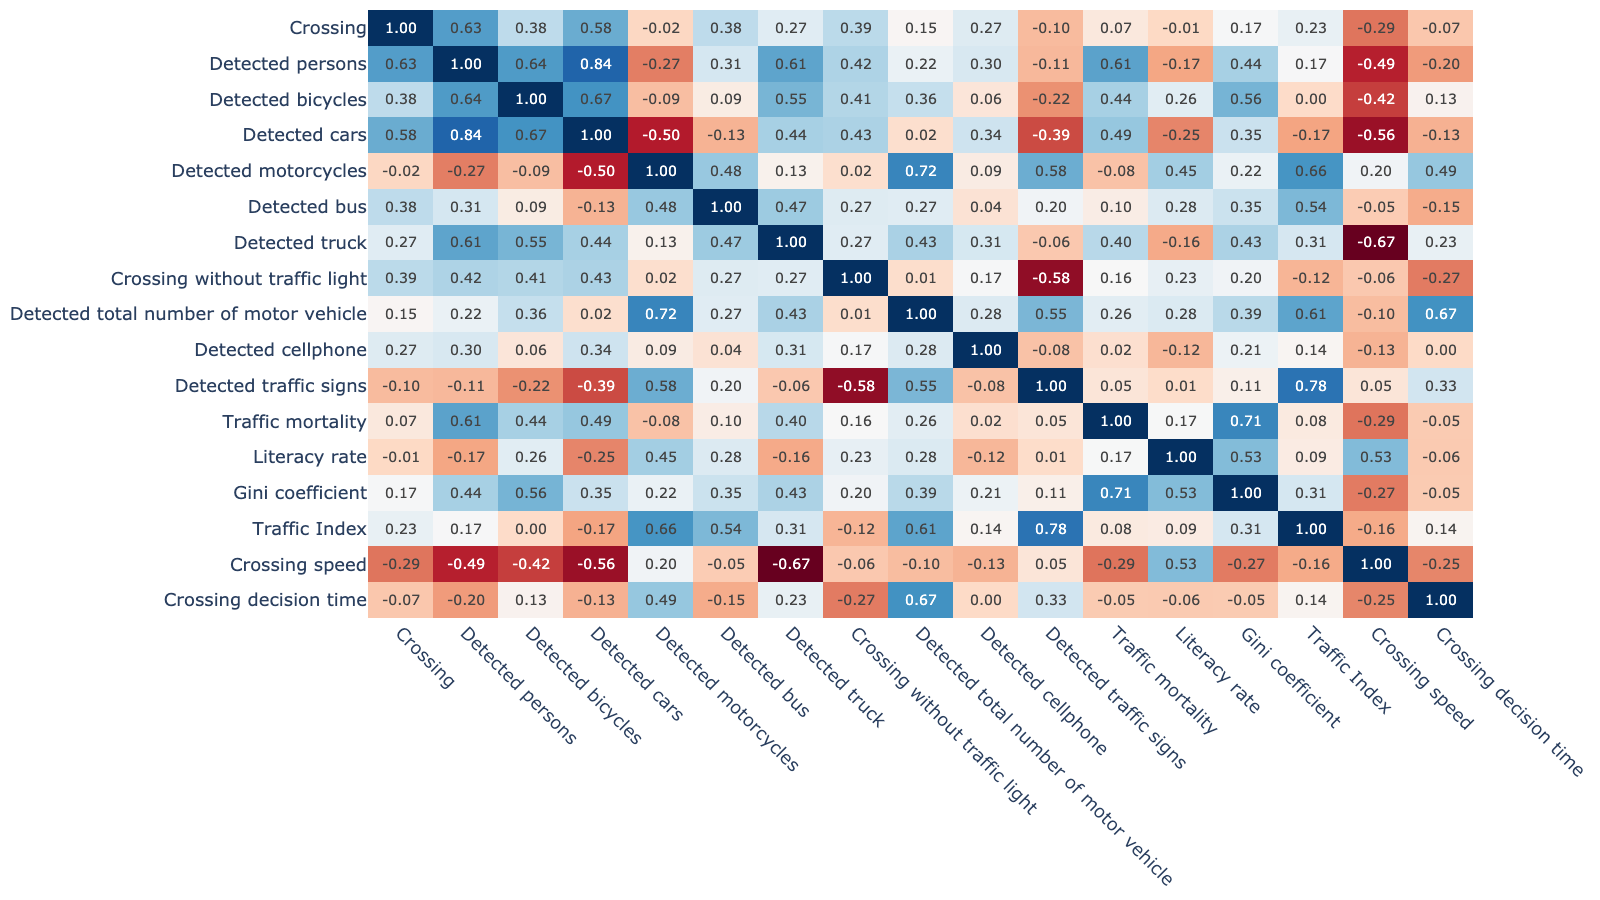 Crossing 1.00 0.63 0.38 0.58 -0.02 0.38 0.27 0.39 0.15 0.27 -0.10 0.07 -0.01 0.17 0.23 -0.29 -0.07
Detected persons 0.63 1.00 0.64 0.84 -0.27 0.31 0.61 0.42 0.22 0.30 -0.11 0.61 -0.17 0.44 0.17 -0.49 -0.20
Detected bicycles 0.38 0.64 1.00 0.67 -0.09 0.09 0.55 0.41 0.36 0.06 -0.22 0.44 0.26 0.56 0.00 -0.42 0.13
Detected cars 0.58 0.84 0.67 1.00 -0.50 -0.13 0.44 0.43 0.02 0.34 -0.39 0.49 -0.25 0.35 -0.17 -0.56 -0.13
Detected motorcycles -0.02 -0.27 -0.09 -0.50 1.00 0.48 0.13 0.02 0.72 0.09 0.58 -0.08 0.45 0.22 0.66 0.20 0.49
Detected bus 0.38 0.31 0.09 -0.13 0.48 1.00 0.47 0.27 0.27 0.04 0.20 0.10 0.28 0.35 0.54 -0.05 -0.15
Detected truck 0.27 0.61 0.55 0.44 0.13 0.47 1.00 0.27 0.43 0.31 -0.06 0.40 -0.16 0.43 0.31 -0.67 0.23
Crossing without traffic light 0.39 0.42 0.41 0.43 0.02 0.27 0.27 1.00 0.01 0.17 -0.58 0.16 0.23 0.20 -0.12 -0.06 -0.27
Detected total number of motor vehicle 0.15 0.22 0.36 0.02 0.72 0.27 0.43 0.01 1.00 0.28 0.55 0.26 0.28 0.39 0.61 -0.10 0.67
Detected cellphone 0.27 0.30 0.06 0.34 0.09 0.04 0.31 0.17 0.28 1.00 -0.08 0.02 -0.12 0.21 0.14 -0.13 0.00
Detected traffic signs -0.10 -0.11 -0.22 -0.39 0.58 0.20 -0.06 -0.58 0.55 -0.08 1.00 0.05 0.01 0.11 0.78 0.05 0.33
Traffic mortality 0.07 0.61 0.44 0.49 -0.08 0.10 0.40 0.16 0.26 0.02 0.05 1.00 0.17 0.71 0.08 -0.29 -0.05
Literacy rate -0.01 -0.17 0.26 -0.25 0.45 0.28 -0.16 0.23 0.28 -0.12 0.01 0.17 1.00 0.53 0.09 0.53 -0.06
Gini coefficient 0.17 0.44 0.56 0.35 0.22 0.35 0.43 0.20 0.39 0.21 0.11 0.71 0.53 1.00 0.31 -0.27 -0.05
Traffic Index 0.23 0.17 0.00 -0.17 0.66 0.54 0.31 -0.12 0.61 0.14 0.78 0.08 0.09 0.31 1.00 -0.16 0.14
Crossing speed -0.29 -0.49 -0.42 -0.56 0.20 -0.05 -0.67 -0.06 -0.10 -0.13 0.05 -0.29 0.53 -0.27 -0.16 1.00 -0.25
Crossing decision time -0.07 -0.20 0.13 -0.13 0.49 -0.15 0.23 -0.27 0.67 0.00 0.33 -0.05 -0.06 -0.05 0.14 -0.25 1.00
Crossing
Detected persons
Detected bicycles
Detected cars
Detected motorcycles
Detected bus
Detected truck
Crossing without traffic light
Detected total number of motor vehicle
Detected cellphone
Detected traffic signs
Traffic mortality
Literacy rate
Gini coefficient
Traffic Index
Crossing speed
Crossing decision time